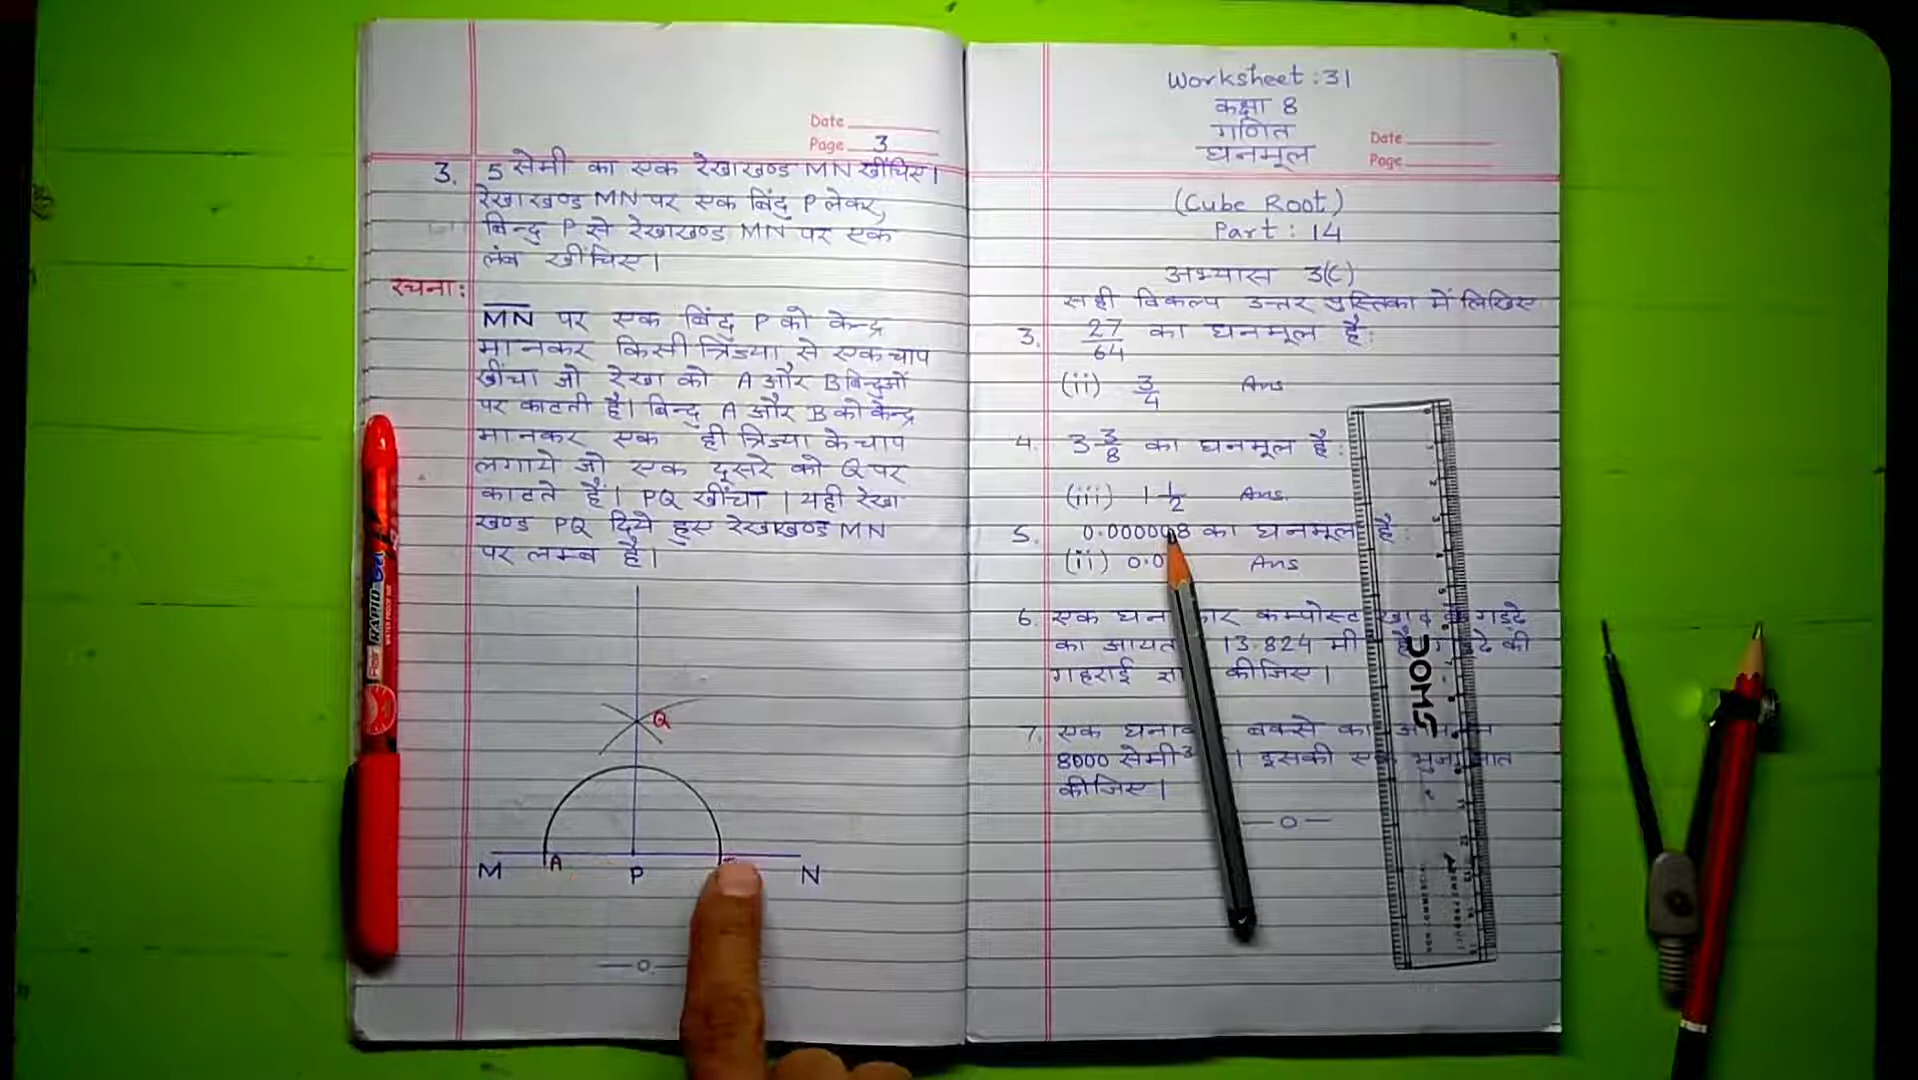 Date
Page 3
3. 5 सेमी का एक रेखाखण्ड MN खींचिए।
रेखाखण्ड MN पर एक बिंदु P लेकर,
बिन्दु P से रेखाखण्ड MN पर एक
लंब खींचिए।
रचना:
MN पर एक बिंदु P को केन्द्र
मानकर किसी त्रिज्या से एक चाप
खींचा जो रेखा को A और B बिन्दुओं
पर काटती है। बिन्दु A और B को केन्द्र
मानकर एक ही त्रिज्या के चाप
लगाये जो एक दूसरे को Q पर
काटते हैं। PQ खींचा। यही रेखा
खण्ड PQ दिये हुए रेखाखण्ड MN
पर लम्ब है।
Q
A
M P N
Worksheet : 31
कक्षा 8
गणित
घनमूल
Date
Page
(Cube Root)
Part : 14
अभ्यास 3(C)
सही विकल्प उत्तर पुस्तिका में लिखिए
3. 27/64 का घनमूल है:
(ii) 3/4 Ans
4. 3 3/8 का घनमूल है:
(iii) 1 1/2 Ans.
5. 0.000008 का घनमूल है:
(ii) 0.0 Ans
6. एक कम्पोस्ट गड्ढे
का 13.824 मी की
गहराई कीजिए।
7. एक बक्से का
8000 सेमी³ । इसकी
कीजिए।
DOMS